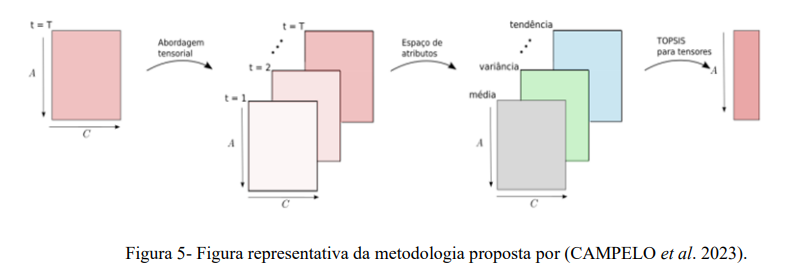 t = T
A
C
Abordagem
tensorial
t = T
t = 2
t = 1
A
C
Espaço de
atributos
tendência
variância
média
A
C
TOPSIS
para tensores
A
Figura 5- Figura representativa da metodologia proposta por (CAMPELO et al. 2023).